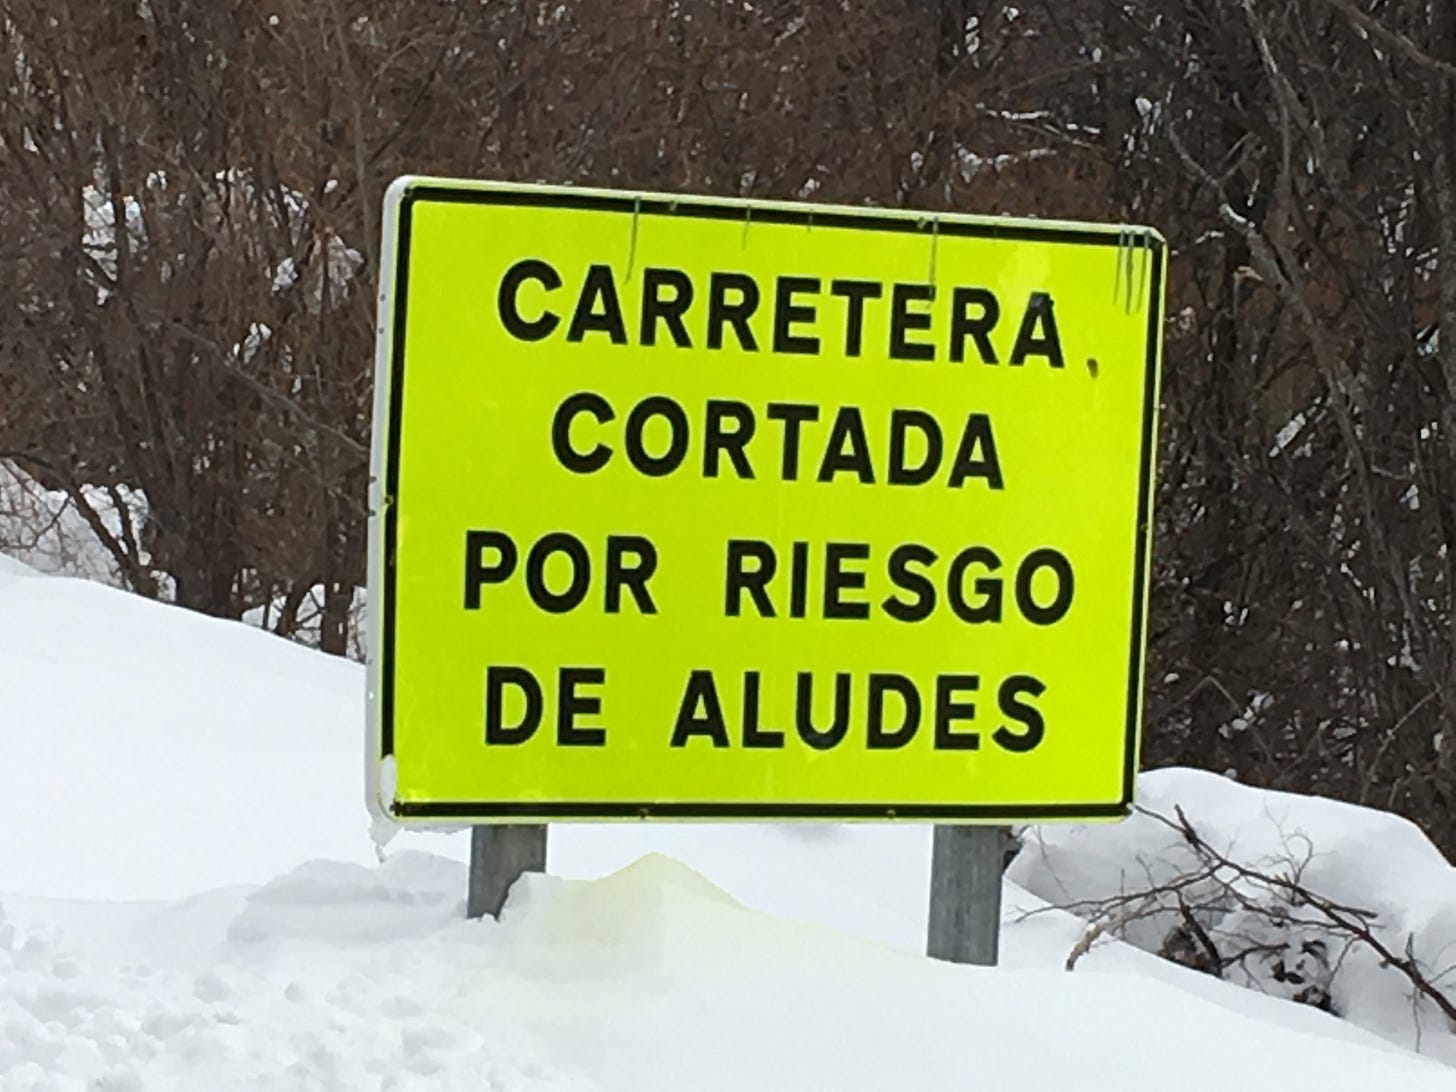 CARRETERA
CORTADA
POR RIESGO
DE ALUDES